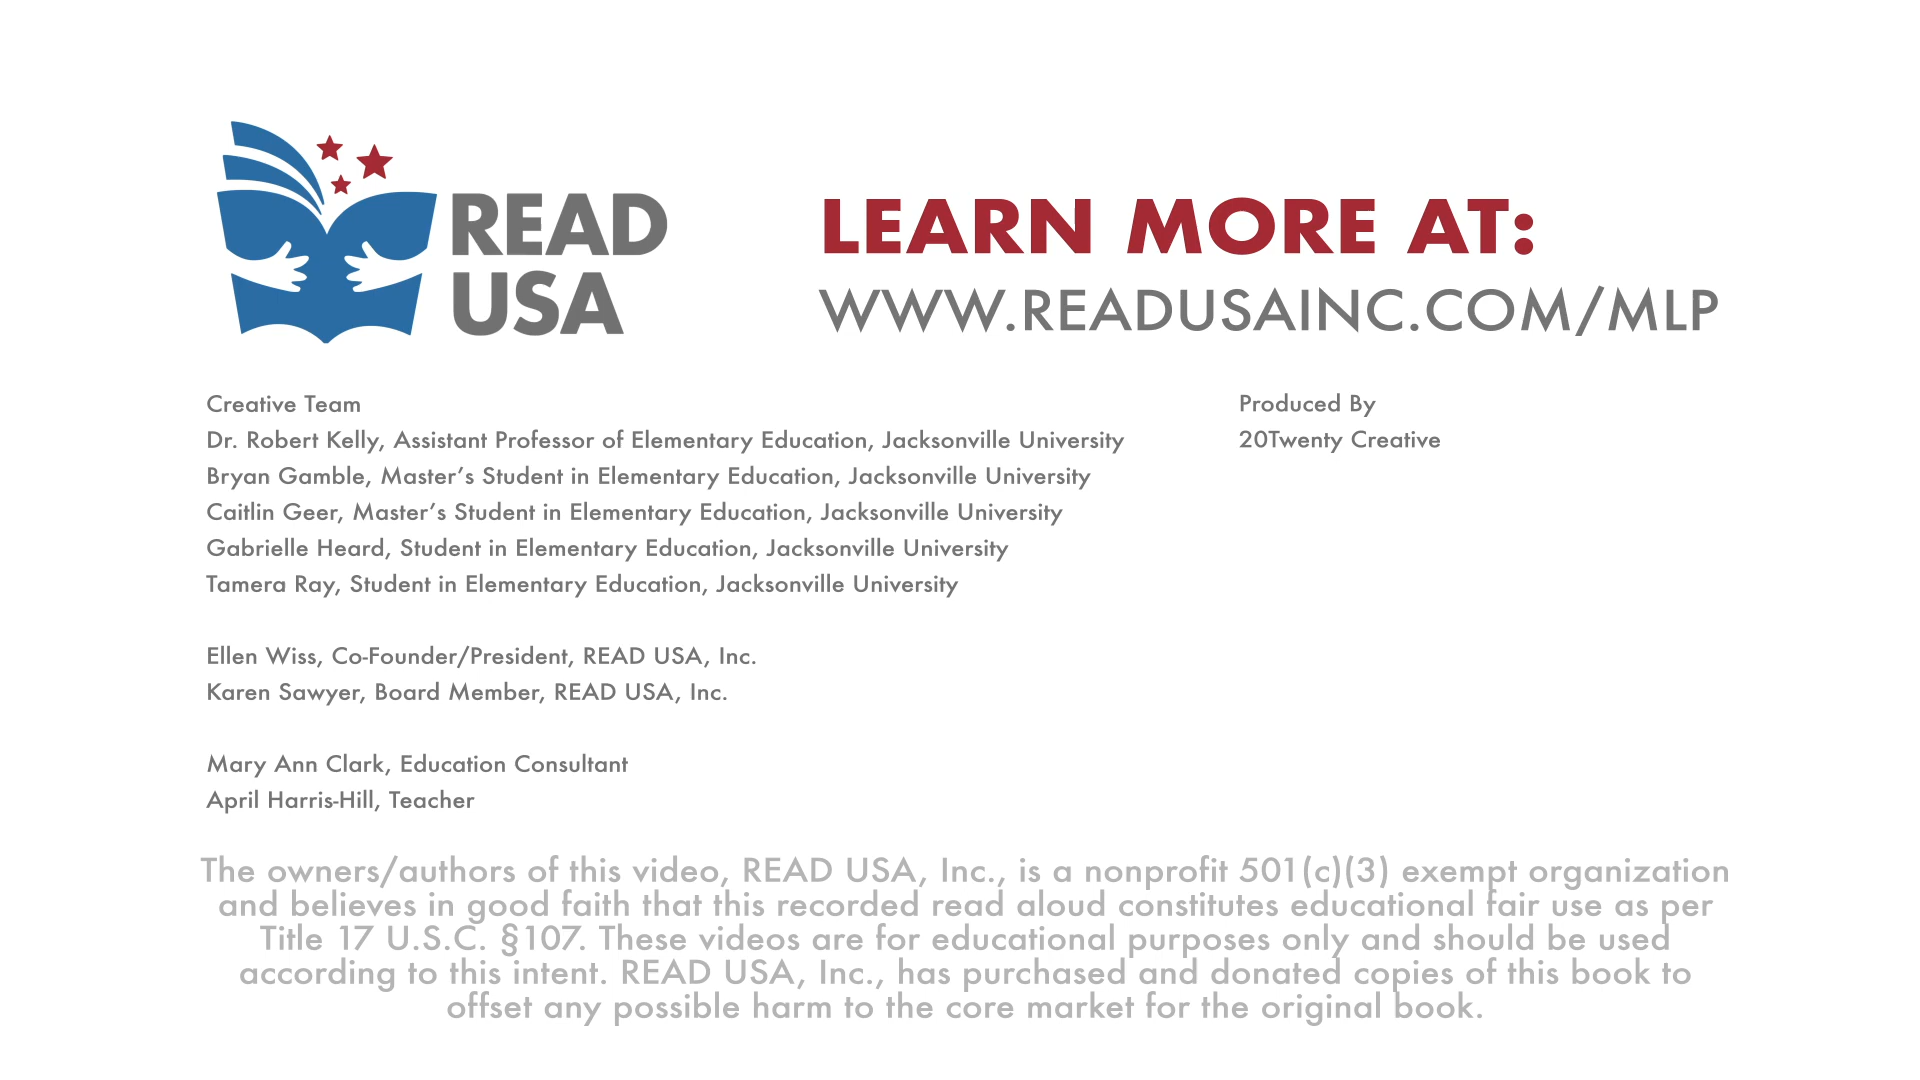 READ
USA
LEARN MORE AT:
WWW.READUSAINC.COM/MLP
Creative Team
Dr. Robert Kelly, Assistant Professor of Elementary Education, Jacksonville University
Bryan Gamble, Master’s Student in Elementary Education, Jacksonville University
Caitlin Geer, Master’s Student in Elementary Education, Jacksonville University
Gabrielle Heard, Student in Elementary Education, Jacksonville University
Tamera Ray, Student in Elementary Education, Jacksonville University
Ellen Wiss, Co-Founder/President, READ USA, Inc.
Karen Sawyer, Board Member, READ USA, Inc.
Mary Ann Clark, Education Consultant
April Harris-Hill, Teacher
Produced By
20Twenty Creative
The owners/authors of this video, READ USA, Inc., is a nonprofit 501(c)(3) exempt organization
and believes in good faith that this recorded read aloud constitutes educational fair use as per
Title 17 U.S.C. §107. These videos are for educational purposes only and should be used
according to this intent. READ USA, Inc., has purchased and donated copies of this book to
offset any possible harm to the core market for the original book.